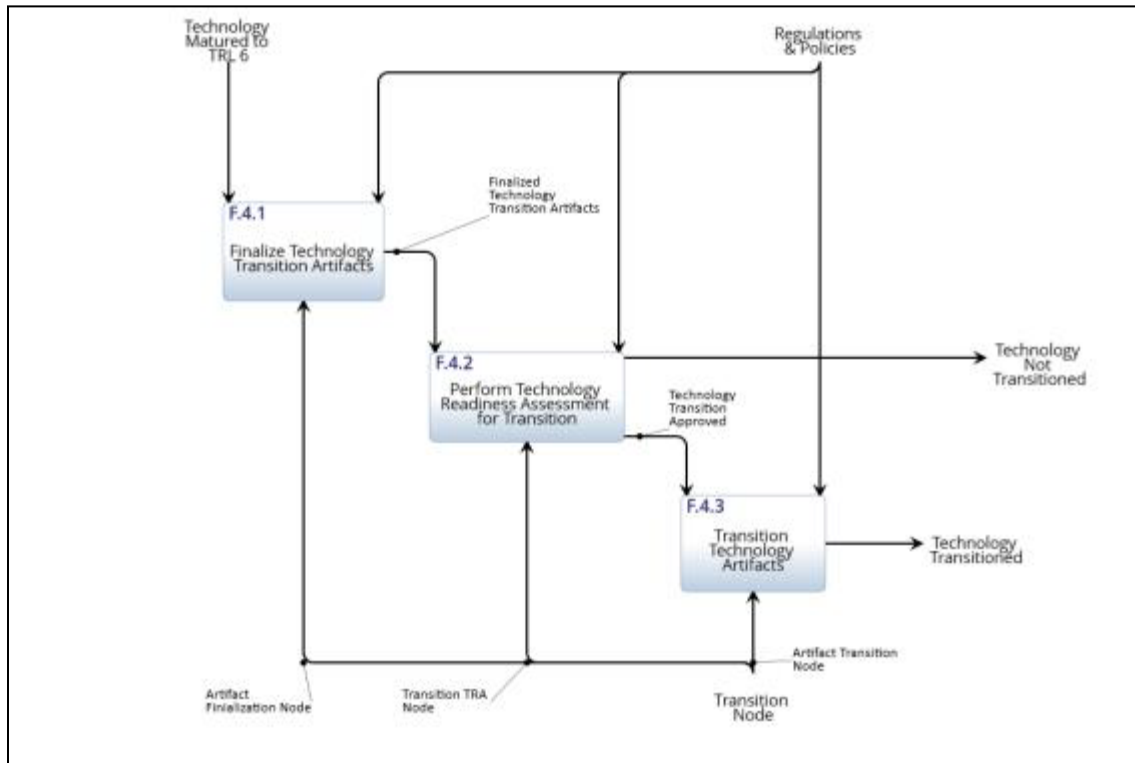 Technology
Matured to
TRL 6
Regulations
& Policies
Finalized
Technology
Transition Artifacts
F.4.1
Finalize Technology
Transition Artifacts
F.4.2
Perform Technology
Readiness Assessment
for Transition
Technology
Not
Transitioned
Technology
Transition
Approved
F.4.3
Transition
Technology
Artifacts
Technology
Transitioned
Artifact Transition
Node
Artifact
Finialization Node
Transition TRA
Node
Transition
Node